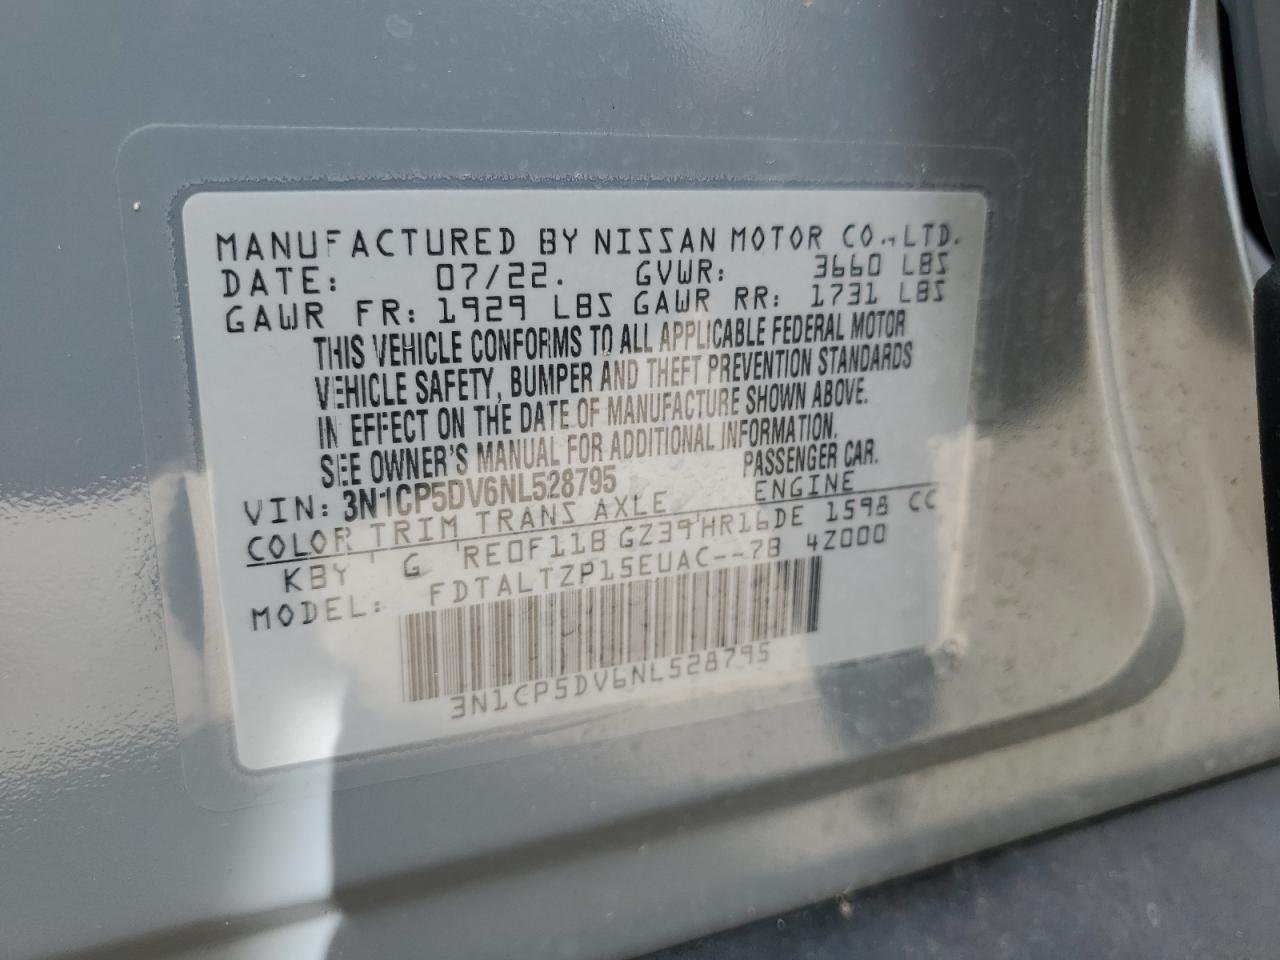 MANUFACTURED BY NISSAN MOTOR CO., LTD.
DATE: 07/22. GVWR: 3660 LBS
GAWR FR: 1929 LBS GAWR RR: 1731 LBS
THIS VEHICLE CONFORMS TO ALL APPLICABLE FEDERAL MOTOR
VEHICLE SAFETY, BUMPER AND THEFT PREVENTION STANDARDS
IN EFFECT ON THE DATE OF MANUFACTURE SHOWN ABOVE.
SEE OWNER'S MANUAL FOR ADDITIONAL INFORMATION.
VIN: 3N1CP5DV6NL528795 PASSENGER CAR.
COLOR TRIM TRANS AXLE ENGINE
KBY G RE0F11B GZ39 HR16DE 1598 CC
MODEL: FDTALTZP15EUAC--7B 4Z000
3N1CP5DV6NL528795